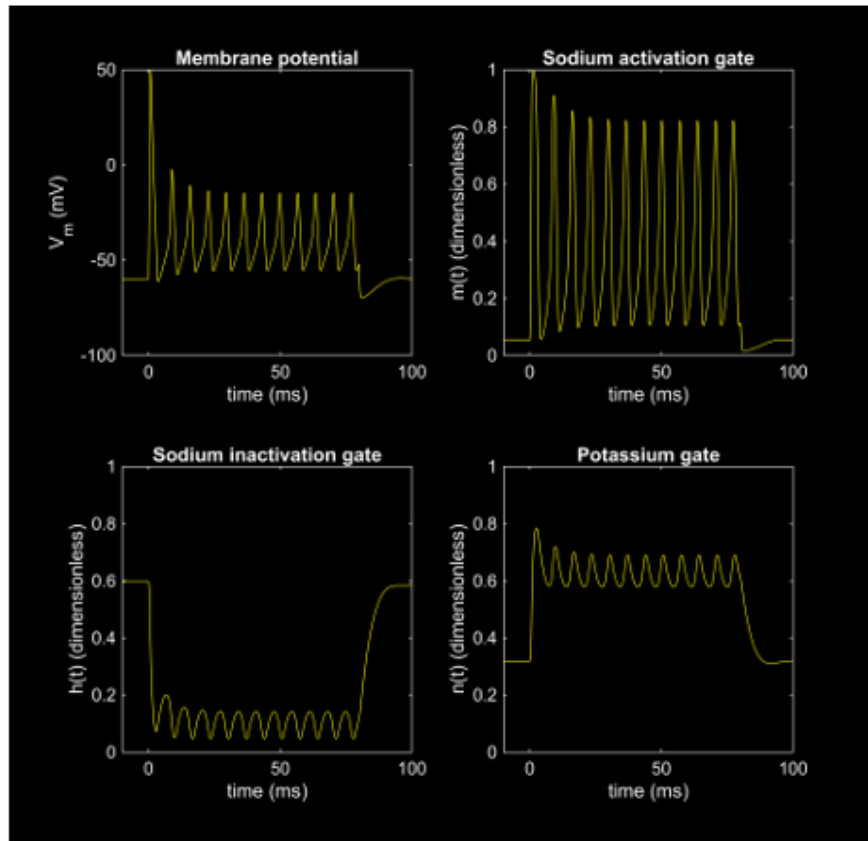 Membrane potential
50
0
-50
-100
V_m (mV)
0 50 100
time (ms)
Sodium activation gate
1
0.8
0.6
0.4
0.2
0
m(t) (dimensionless)
0 50 100
time (ms)
Sodium inactivation gate
1
0.8
0.6
0.4
0.2
0
h(t) (dimensionless)
0 50 100
time (ms)
Potassium gate
1
0.8
0.6
0.4
0.2
0
n(t) (dimensionless)
0 50 100
time (ms)